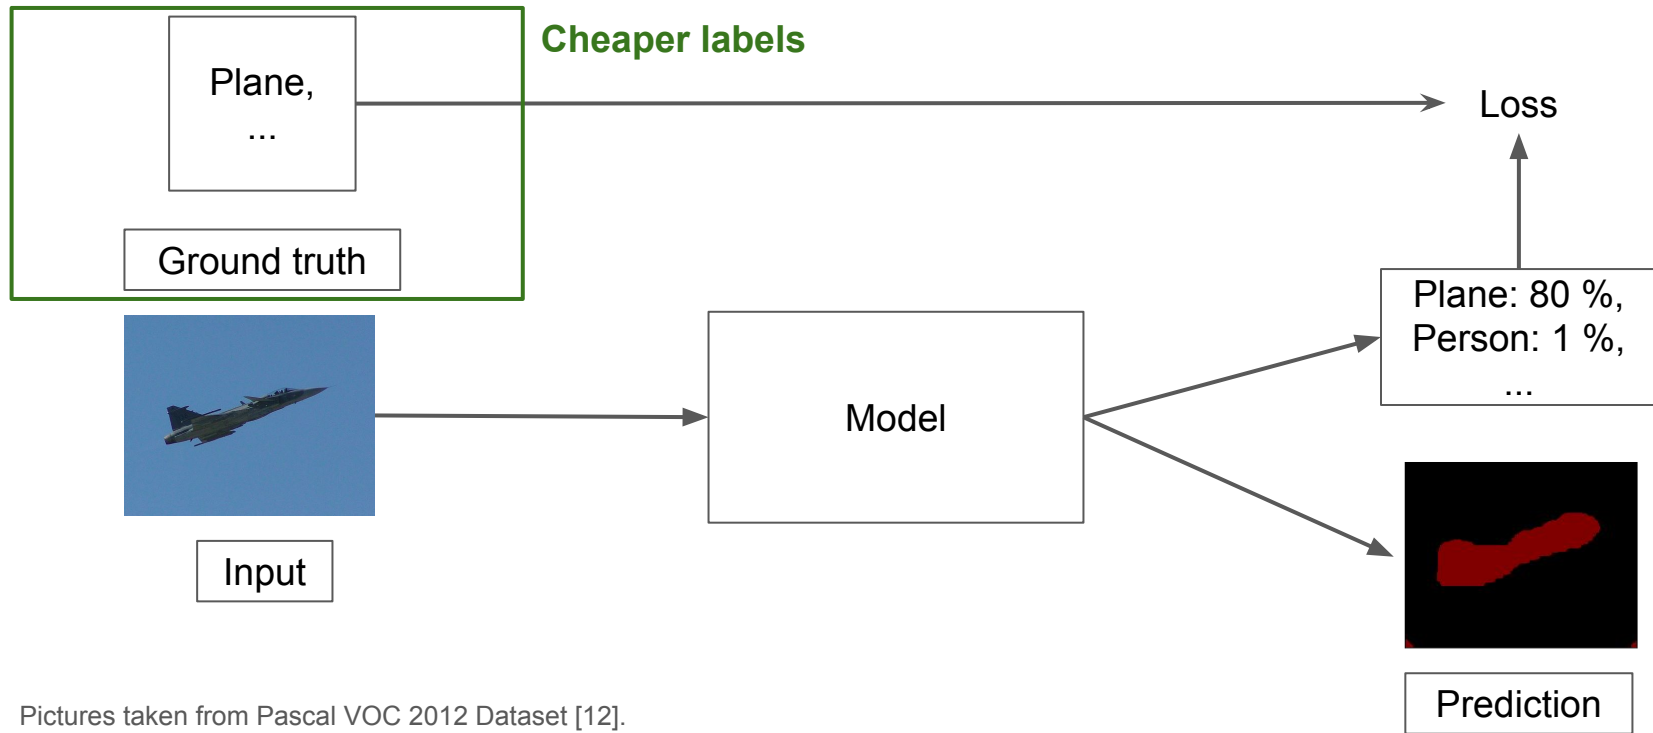 Cheaper labels
Plane,
...
Ground truth
Loss
Plane: 80 %,
Person: 1 %,
...
Model
Input
Prediction
Pictures taken from Pascal VOC 2012 Dataset [12].